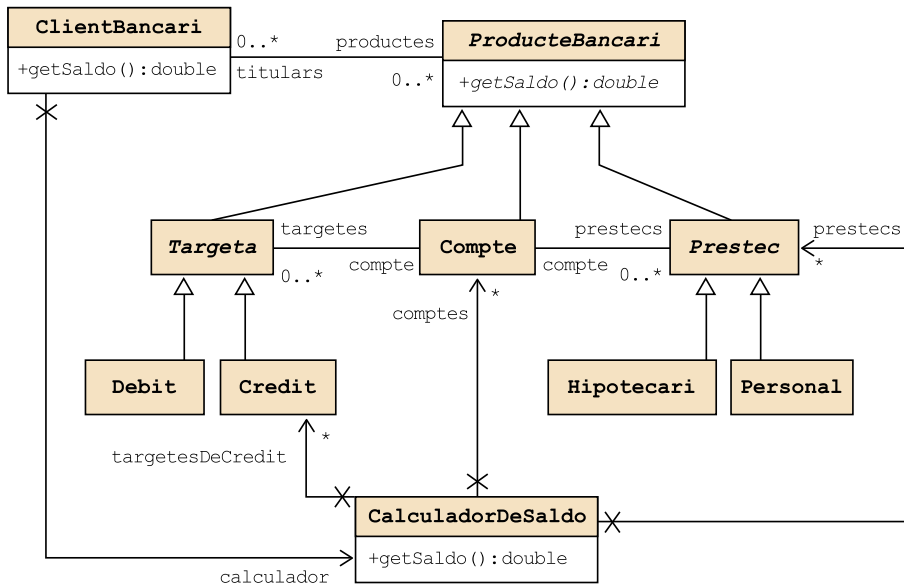 ClientBancari
+getSaldo():double
0..*
productes
titulars
0..*
ProducteBancari
+getSaldo():double
Targeta
targetes
0..*
compte
Compte
prestecs
compte
0..*
Prestec
prestecs
*
*
comptes
Debit
Credit
Hipotecari
Personal
*
targetesDeCredit
CalculadorDeSaldo
+getSaldo():double
calculador